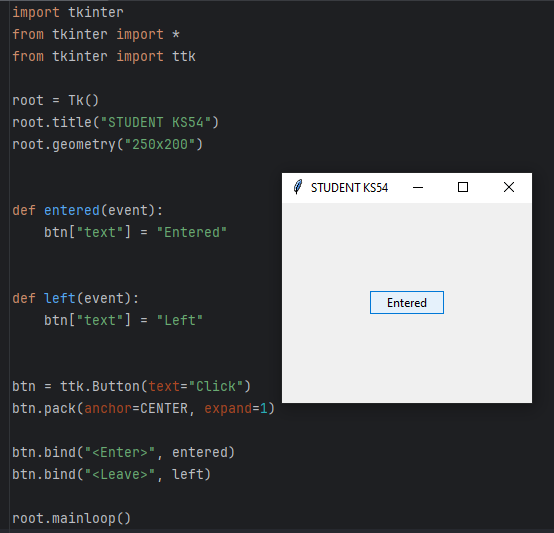 import tkinter
from tkinter import *
from tkinter import ttk
root = Tk()
root.title("STUDENT KS54")
root.geometry("250x200")
def entered(event):
    btn["text"] = "Entered"
def left(event):
    btn["text"] = "Left"
btn = ttk.Button(text="Click")
btn.pack(anchor=CENTER, expand=1)
btn.bind("<Enter>", entered)
btn.bind("<Leave>", left)
root.mainloop()
STUDENT KS54
Entered